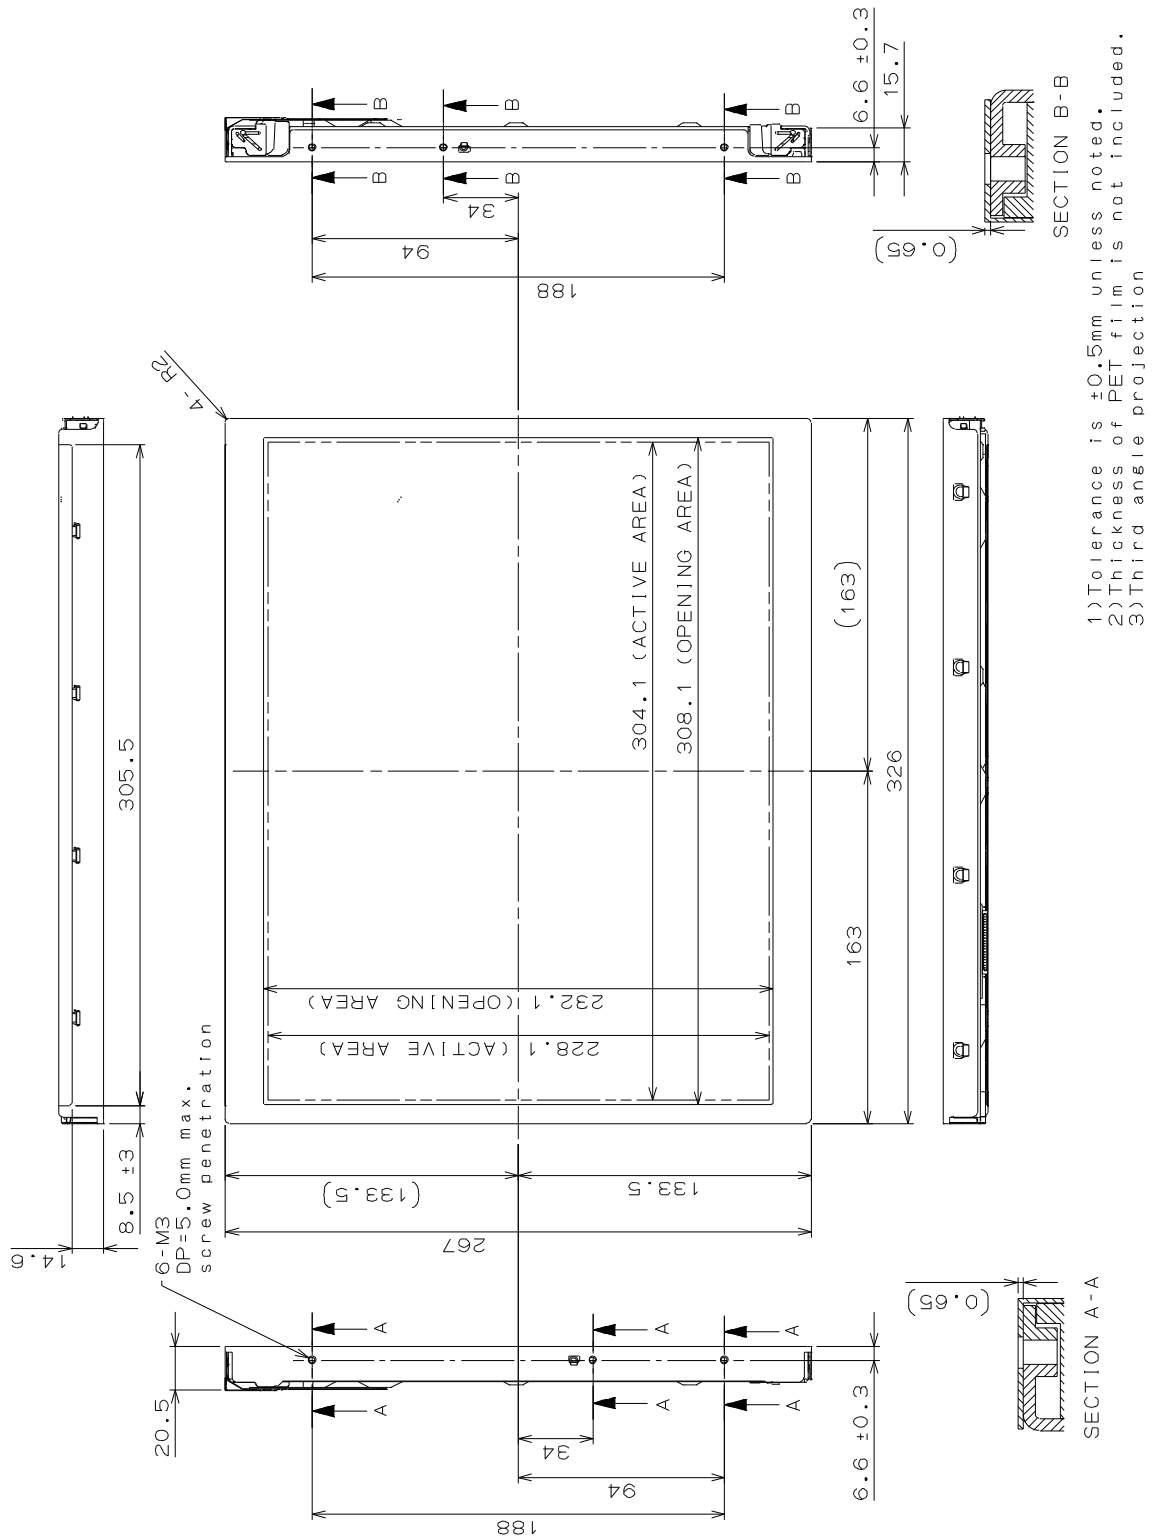 6.6 ±0.3
15.7
B
B
B
B
B
B
34
94
188
(0.65)
SECTION B-B
4- R2
305.5
8.5 ±3
14.6
304.1 (ACTIVE AREA)
308.1 (OPENING AREA)
232.1 (OPENING AREA)
228.1 (ACTIVE AREA)
(163)
163
326
(133.5)
133.5
267
6-M3
DP=5.0mm max.
screw penetration
20.5
A
A
A
A
A
A
34
94
188
6.6 ±0.3
(0.65)
SECTION A-A
1)Tolerance is ±0.5mm unless noted.
2)Thickness of PET film is not included.
3)Third angle projection